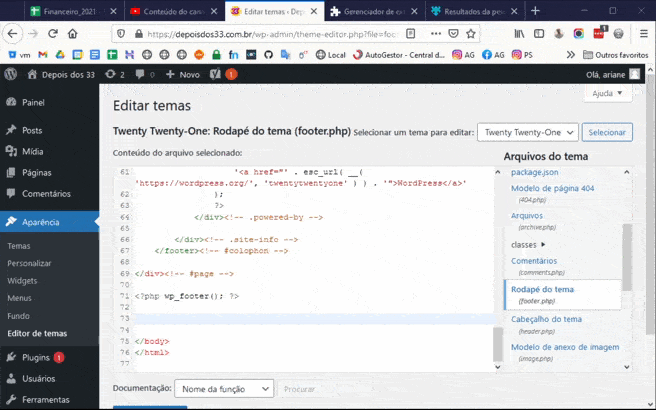 Financeiro_2021
Conteúdo do can
Editar temas ‹ Dep
Gerenciador de ex
Resultados da pes
https://depoisdos33.com.br/wp-admin/theme-editor.php?file=foo
vm
G
Local
AutoGestor - Central d...
AG
AG
PS
Outros favoritos
Depois dos 33
2
0
Novo
1
Olá, ariane
Ajuda
Painel
Posts
Mídia
Páginas
Comentários
Aparência
Temas
Personalizar
Widgets
Menus
Fundo
Editor de temas
Plugins 1
Usuários
Ferramentas
Editar temas
Twenty Twenty-One: Rodapé do tema (footer.php)
Selecionar um tema para editar:
Twenty Twenty-One
Selecionar
Conteúdo do arquivo selecionado:
61 '<a href="' . esc_url( __(
'https://wordpress.org/', 'twentytwentyone' ) ) . '">WordPress</a>'
62 );
63 ?>
64 </div><!-- .powered-by -->
65
66 </div><!-- .site-info -->
67 </footer><!-- #colophon -->
68
69 </div><!-- #page -->
70
71 <?php wp_footer(); ?>
72
73
74
75 </body>
76 </html>
77
Documentação:
Nome da função
Procurar
Arquivos do tema
package.json
Modelo de página 404
(404.php)
Arquivos
(archive.php)
classes
Comentários
(comments.php)
Rodapé do tema
(footer.php)
Cabeçalho do tema
(header.php)
Modelo de anexo de imagem
(image.php)